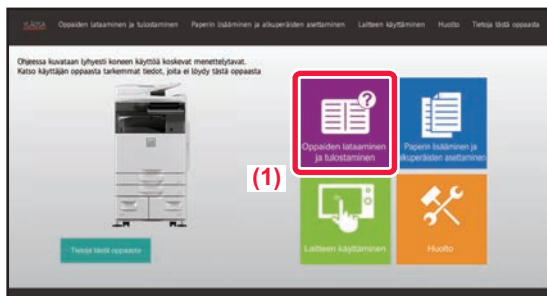 YLÄOSA Oppaiden lataaminen ja tulostaminen Paperin lisääminen ja alkuperäisten asettaminen Laitteen käyttäminen Huolto Tietoja tästä oppaasta
Ohjeessa kuvataan lyhyesti koneen käyttöä koskevat menettelytavat.
Katso käyttäjän oppaasta tarkemmat tiedot, joita ei löydy tästä oppaasta
?
Oppaiden lataaminen
ja tulostaminen
Paperin lisääminen ja
alkuperäisten asettaminen
(1)
Laitteen käyttäminen
Huolto
Tietoja tästä oppaasta